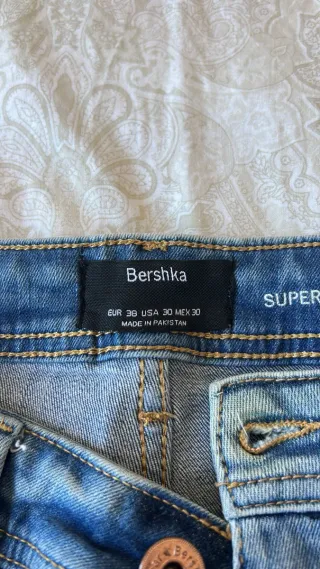 Bershka
EUR 38 USA 30 MEX 30
MADE IN PAKISTAN
SUPER